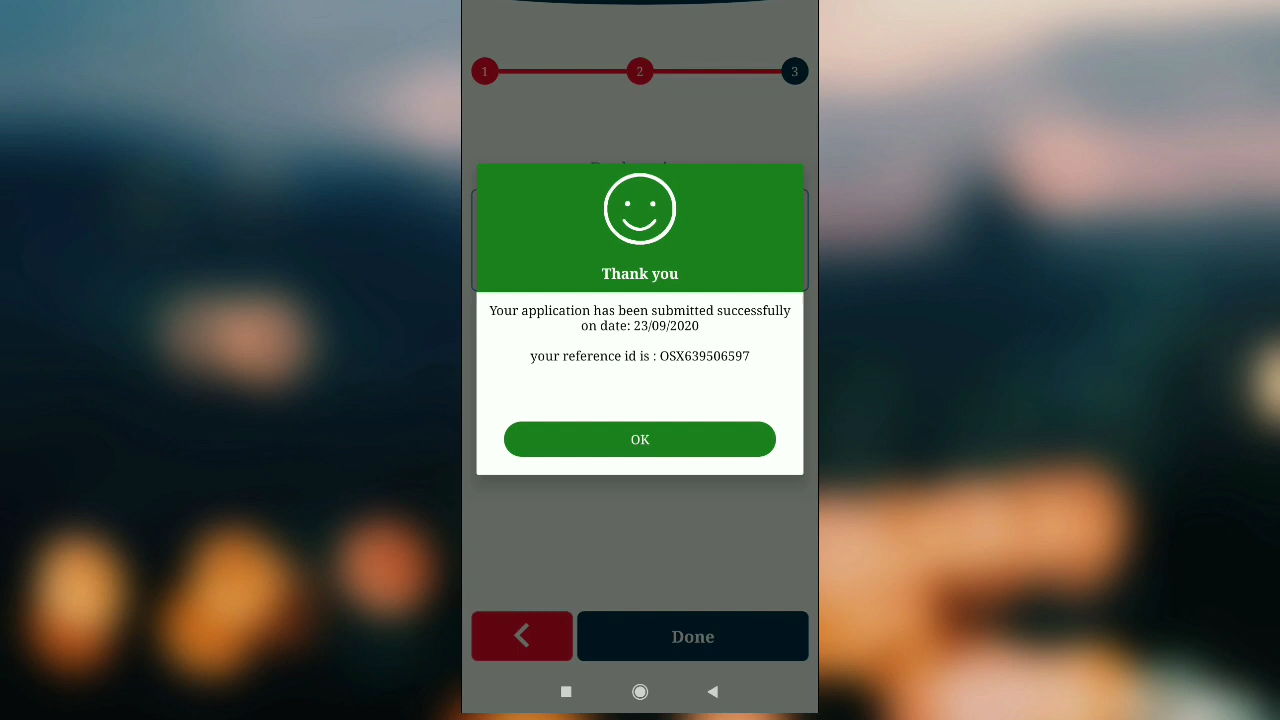 1 2 3
Thank you
Your application has been submitted successfully
on date: 23/09/2020
your reference id is : OSX639506597
OK
Done